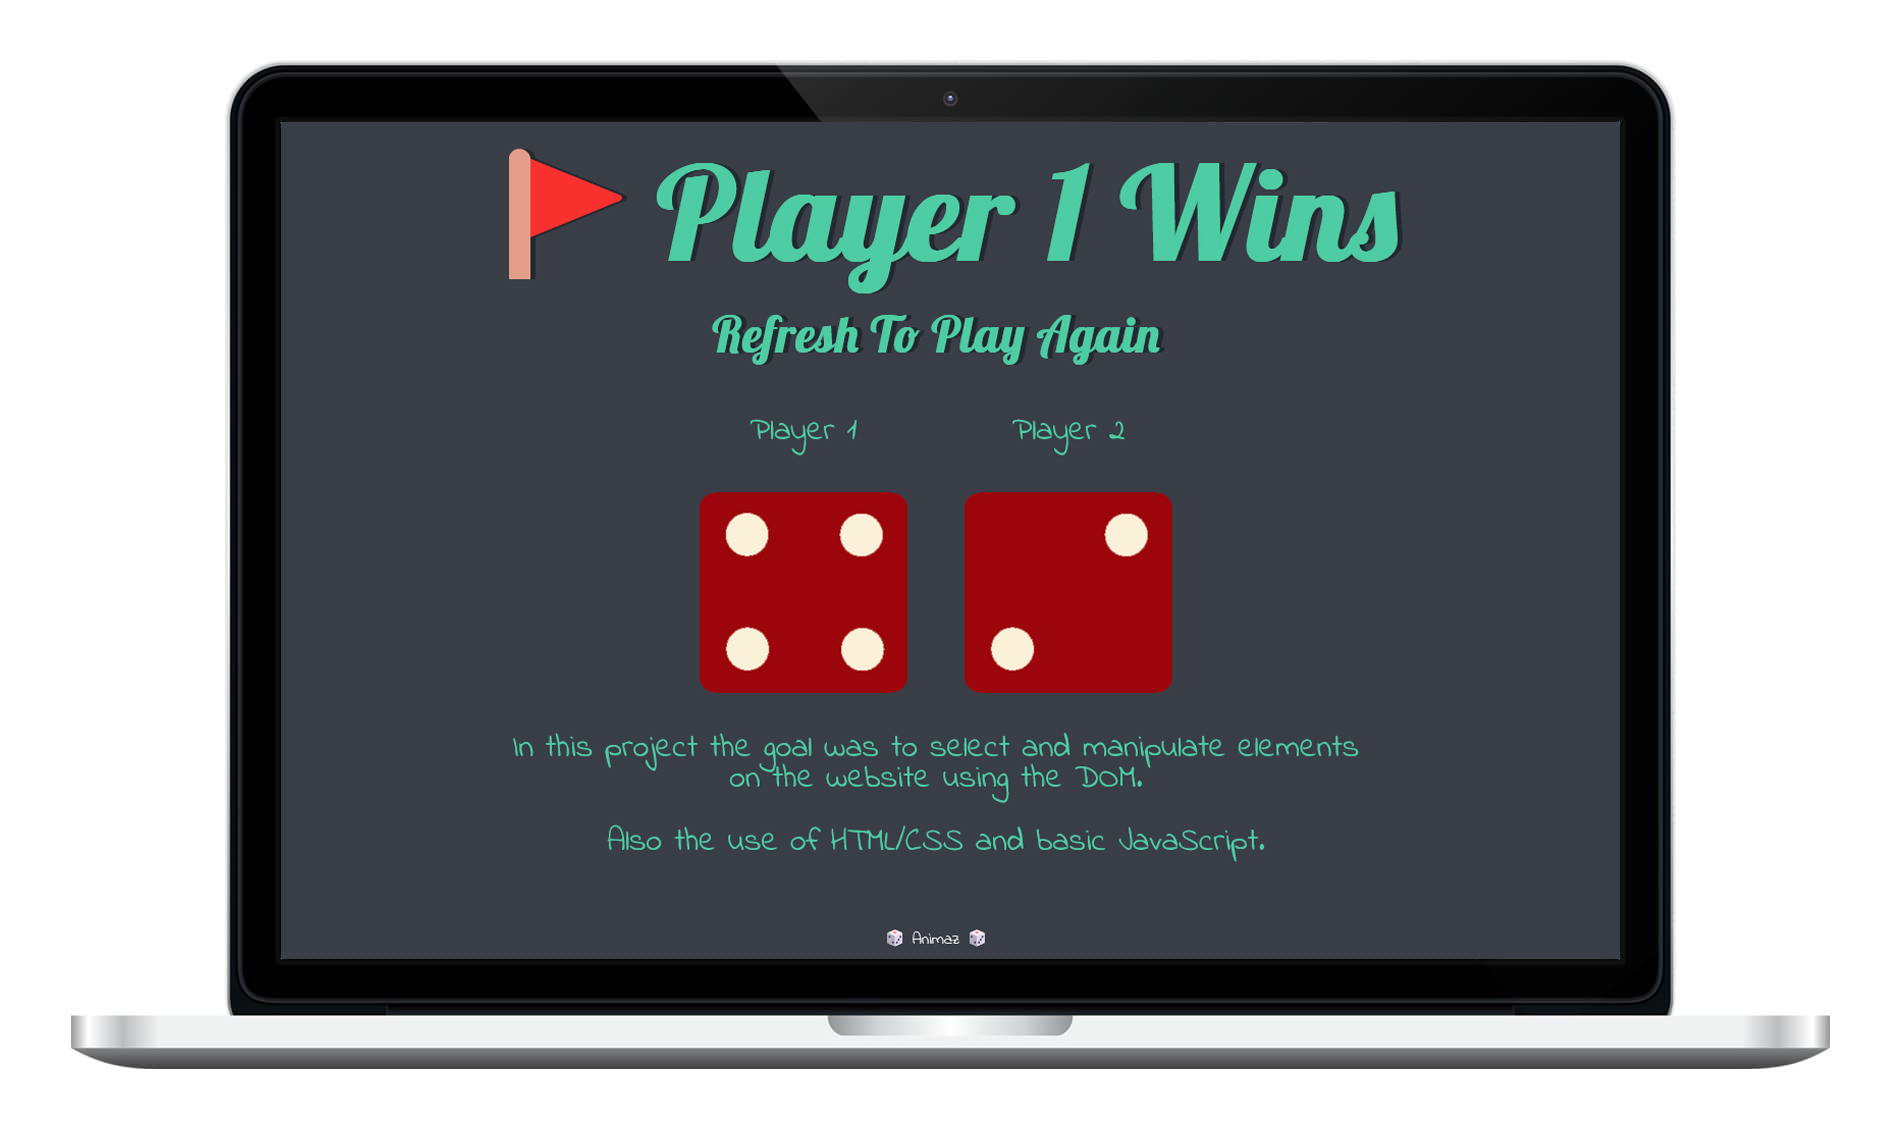 Player 1 Wins
Refresh To Play Again
Player 1
Player 2
In this project the goal was to select and manipulate elements
on the website using the DOM.
Also the use of HTML/CSS and basic JavaScript.
Animaz